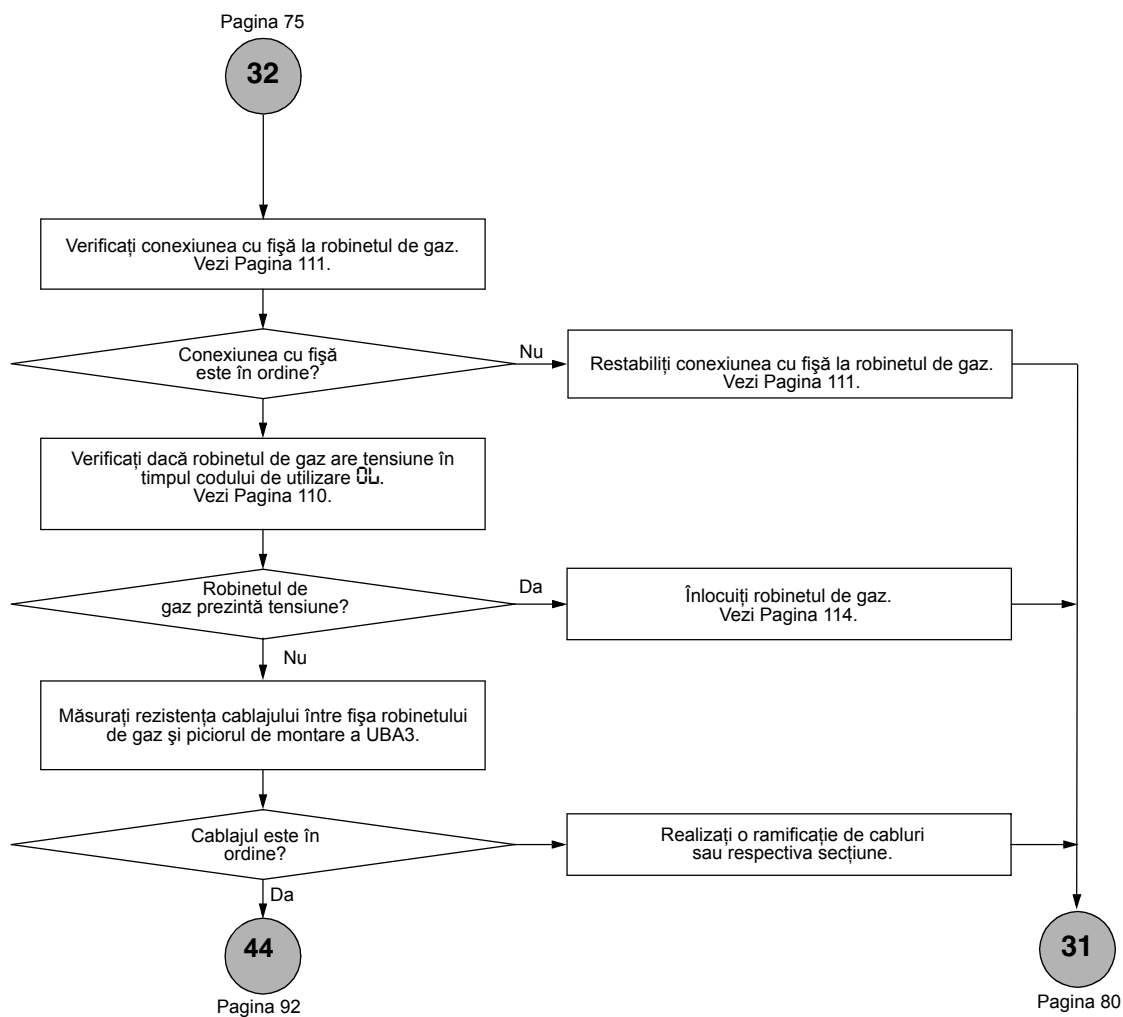 Pagina 75
32
Verificați conexiunea cu fişă la robinetul de gaz.
Vezi Pagina 111.
Conexiunea cu fişă
este în ordine?
Nu
Restabiliți conexiunea cu fişă la robinetul de gaz.
Vezi Pagina 111.
Verificați dacă robinetul de gaz are tensiune în
timpul codului de utilizare 0L.
Vezi Pagina 110.
Robinetul de
gaz prezintă tensiune?
Da
Înlocuiți robinetul de gaz.
Vezi Pagina 114.
Nu
Măsurați rezistența cablajului între fişa robinetului
de gaz şi piciorul de montare a UBA3.
Cablajul este în
ordine?
Realizați o ramificație de cabluri
sau respectiva secțiune.
Da
44
Pagina 92
31
Pagina 80